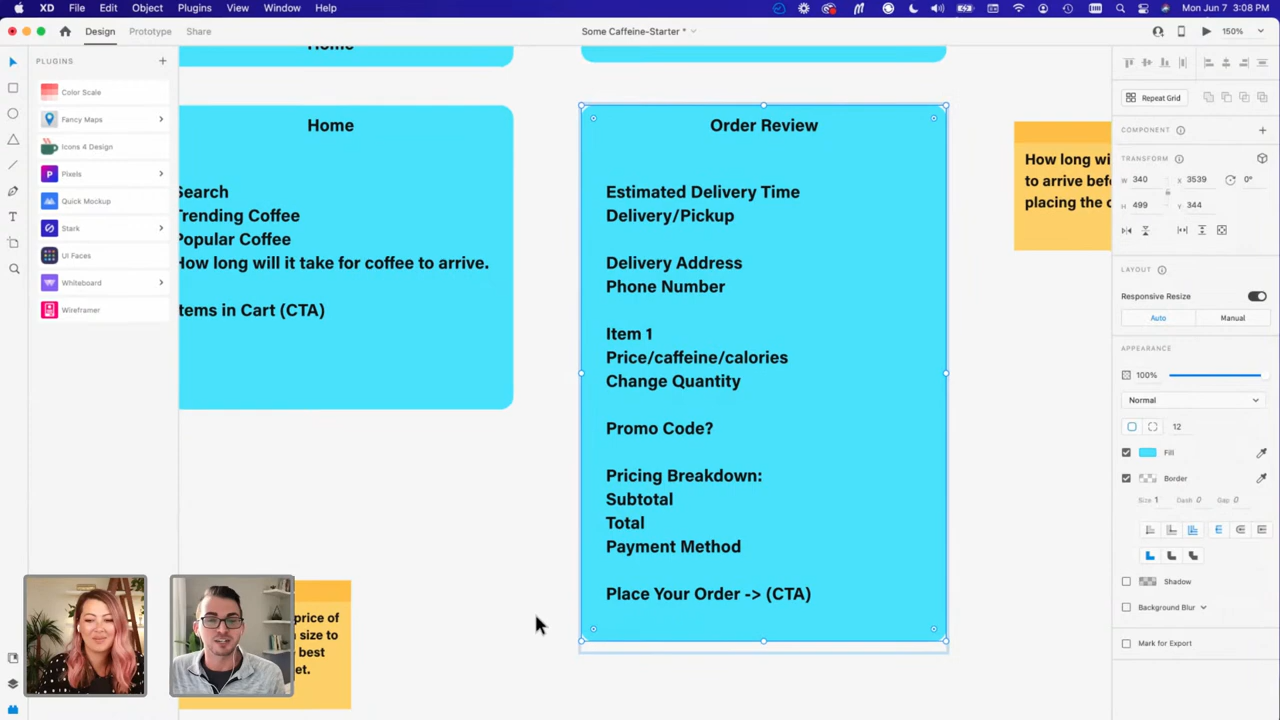 XD File Edit Object Plugins View Window Help
Mon Jun 7 3:08 PM
Design Prototype Share
Some Caffeine-Starter *
150%
PLUGINS
Color Scale
Fancy Maps
Icons 4 Design
Pixels
Quick Mockup
Stark
UI Faces
Whiteboard
Wireframer
Home
Home
Search
Trending Coffee
Popular Coffee
How long will it take for coffee to arrive.
Items in Cart (CTA)
price of
size to
best
et.
Order Review
Estimated Delivery Time
Delivery/Pickup
Delivery Address
Phone Number
Item 1
Price/caffeine/calories
Change Quantity
Promo Code?
Pricing Breakdown:
Subtotal
Total
Payment Method
Place Your Order -> (CTA)
How long wi
to arrive bef
placing the c
Repeat Grid
COMPONENT
TRANSFORM
W 340 X 3539 0°
H 499 Y 344
LAYOUT
Responsive Resize
Auto Manual
APPEARANCE
100%
Normal
12
Fill
Border
Size 1 Dash 0 Gap 0
Shadow
Background Blur
Mark for Export